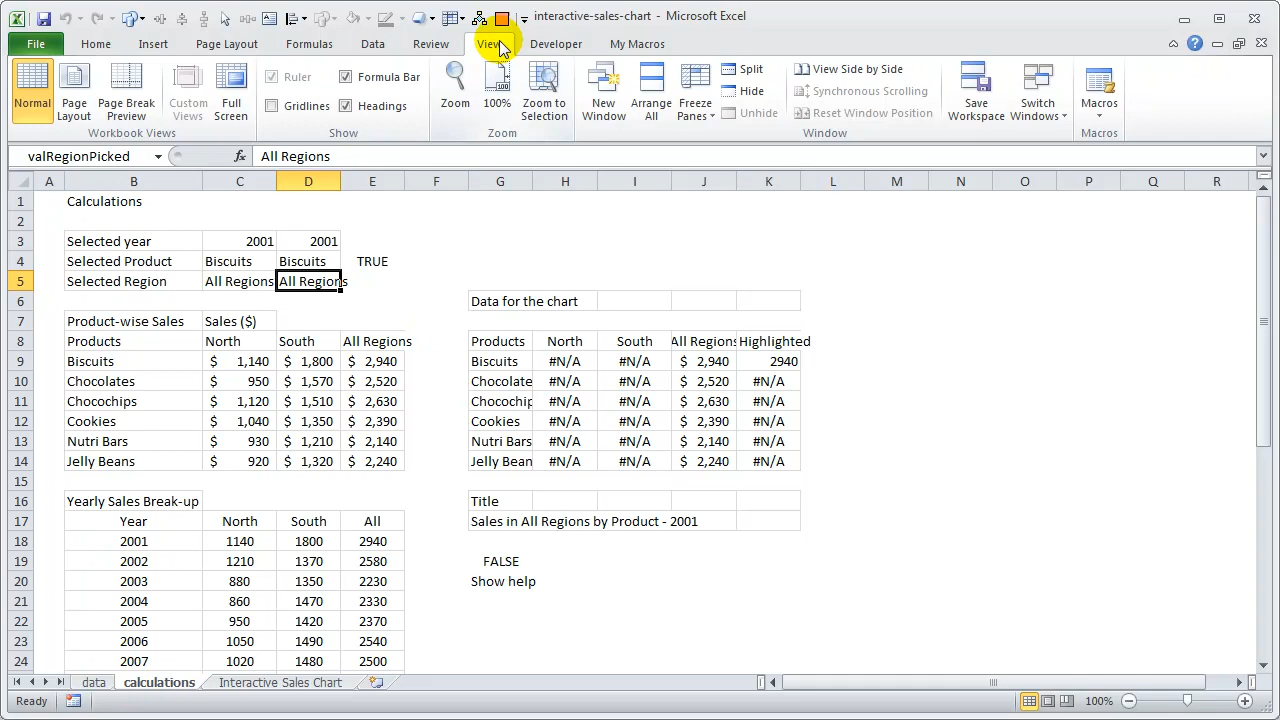 interactive-sales-chart - Microsoft Excel
File Home Insert Page Layout Formulas Data Review View Developer My Macros
Normal Page Layout Page Break Preview Custom Views Full Screen
Workbook Views
Ruler Formula Bar
Gridlines Headings
Show
Zoom 100% Zoom to Selection
Zoom
New Window Arrange All Freeze Panes
Split
Hide
Unhide
View Side by Side
Synchronous Scrolling
Reset Window Position
Window
Save Workspace Switch Windows
Macros
Macros
valRegionPicked fx All Regions
A B C D E F G H I J K L M N O P Q R
1 Calculations
2
3 Selected year 2001 2001
4 Selected Product Biscuits Biscuits TRUE
5 Selected Region All Regions All Regions
6 Data for the chart
7 Product-wise Sales Sales ($)
8 Products North South All Regions Products North South All Regions Highlighted
9 Biscuits $ 1,140 $ 1,800 $ 2,940 Biscuits #N/A #N/A $ 2,940 2940
10 Chocolates $ 950 $ 1,570 $ 2,520 Chocolate #N/A #N/A $ 2,520 #N/A
11 Chocochips $ 1,120 $ 1,510 $ 2,630 Chocochip #N/A #N/A $ 2,630 #N/A
12 Cookies $ 1,040 $ 1,350 $ 2,390 Cookies #N/A #N/A $ 2,390 #N/A
13 Nutri Bars $ 930 $ 1,210 $ 2,140 Nutri Bars #N/A #N/A $ 2,140 #N/A
14 Jelly Beans $ 920 $ 1,320 $ 2,240 Jelly Bean #N/A #N/A $ 2,240 #N/A
15
16 Yearly Sales Break-up Title
17 Year North South All Sales in All Regions by Product - 2001
18 2001 1140 1800 2940
19 2002 1210 1370 2580 FALSE
20 2003 880 1350 2230 Show help
21 2004 860 1470 2330
22 2005 950 1420 2370
23 2006 1050 1490 2540
24 2007 1020 1480 2500
data calculations Interactive Sales Chart
Ready 100%